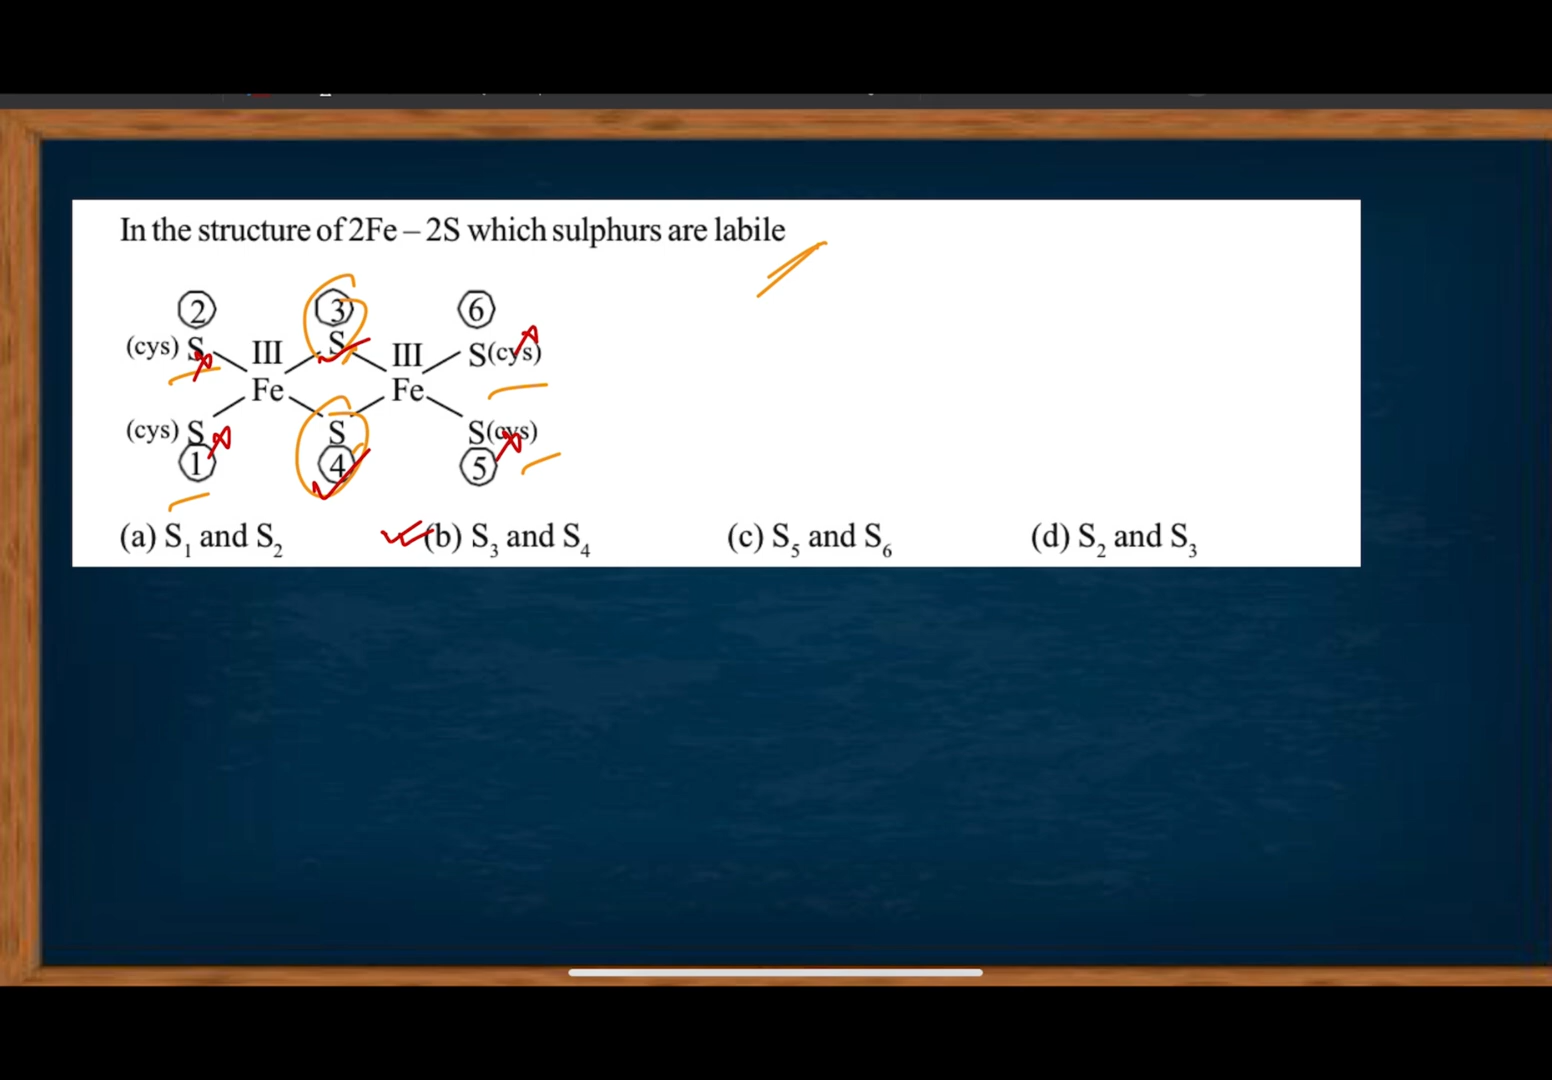 In the structure of 2Fe – 2S which sulphurs are labile
2 3 6
(cys) S III S III S(cys)
Fe Fe
(cys) S S S(cys)
1 4 5
(a) S₁ and S₂ (b) S₃ and S₄ (c) S₅ and S₆ (d) S₂ and S₃